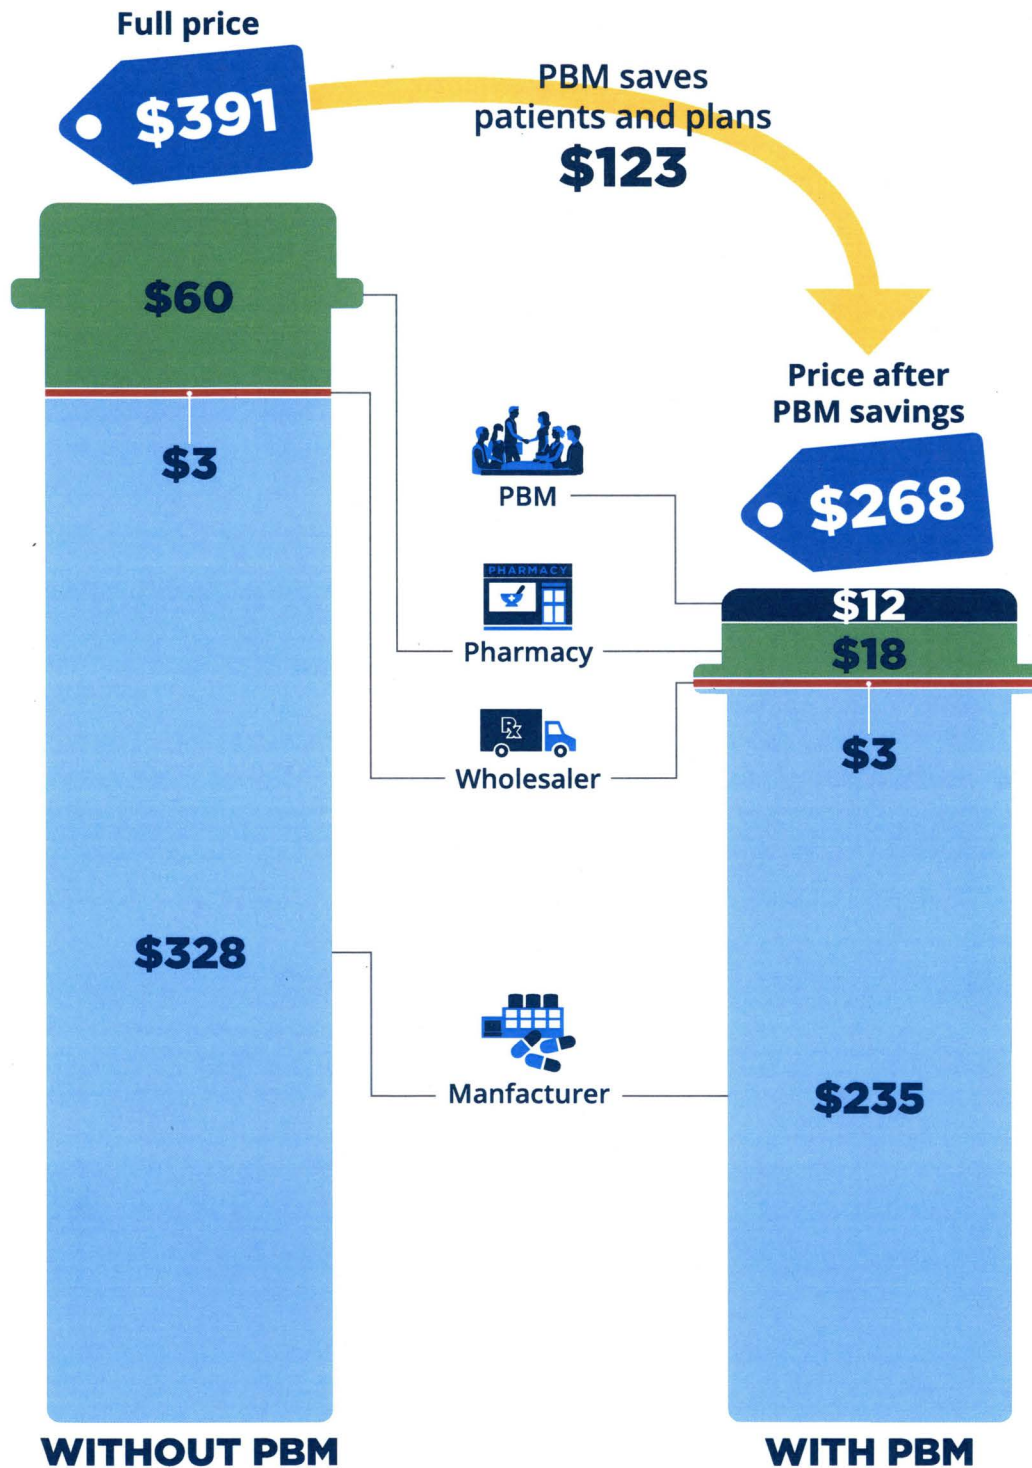 Full price
$391
PBM saves
patients and plans
$123
$60
$3
Price after
PBM savings
$268
PBM
$12
PHARMACY
Pharmacy
$18
Rx
Wholesaler
$3
$328
Manfacturer
$235
WITHOUT PBM
WITH PBM